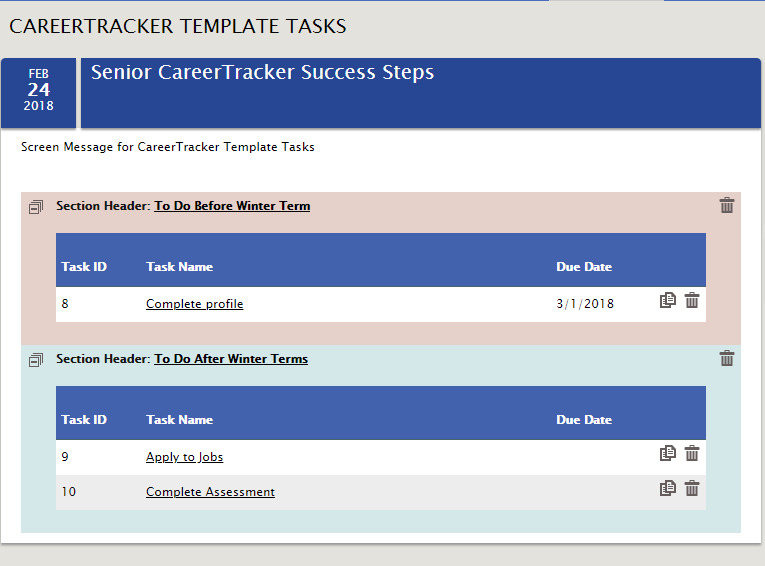 CAREERTRACKER TEMPLATE TASKS
FEB
24
2018
Senior CareerTracker Success Steps
Screen Message for CareerTracker Template Tasks
Section Header: To Do Before Winter Term
Task ID Task Name Due Date
8 Complete profile 3/1/2018
Section Header: To Do After Winter Terms
Task ID Task Name Due Date
9 Apply to Jobs
10 Complete Assessment